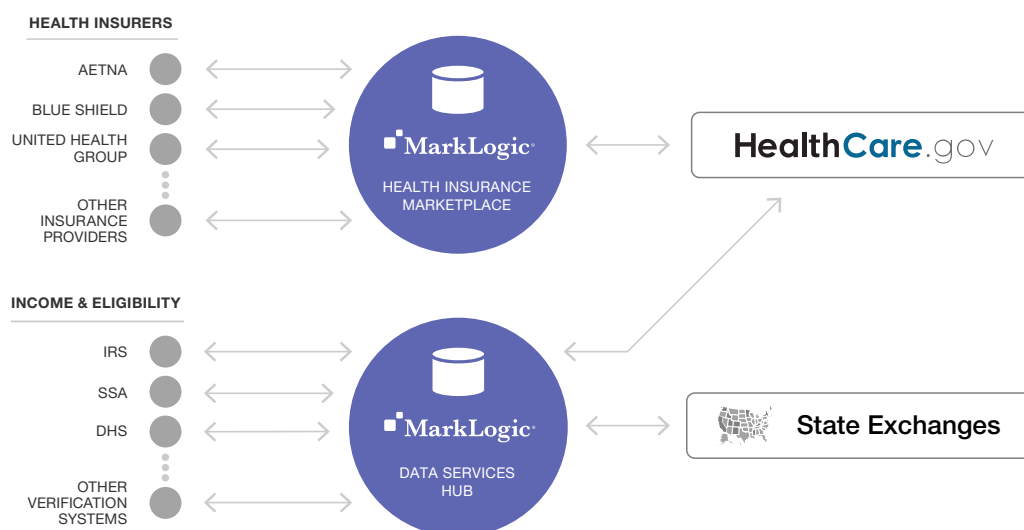 HEALTH INSURERS
AETNA
BLUE SHIELD
UNITED HEALTH
GROUP
OTHER
INSURANCE
PROVIDERS
MarkLogic®
HEALTH INSURANCE
MARKETPLACE
HealthCare.gov
INCOME & ELIGIBILITY
IRS
SSA
DHS
OTHER
VERIFICATION
SYSTEMS
MarkLogic®
DATA SERVICES
HUB
State Exchanges